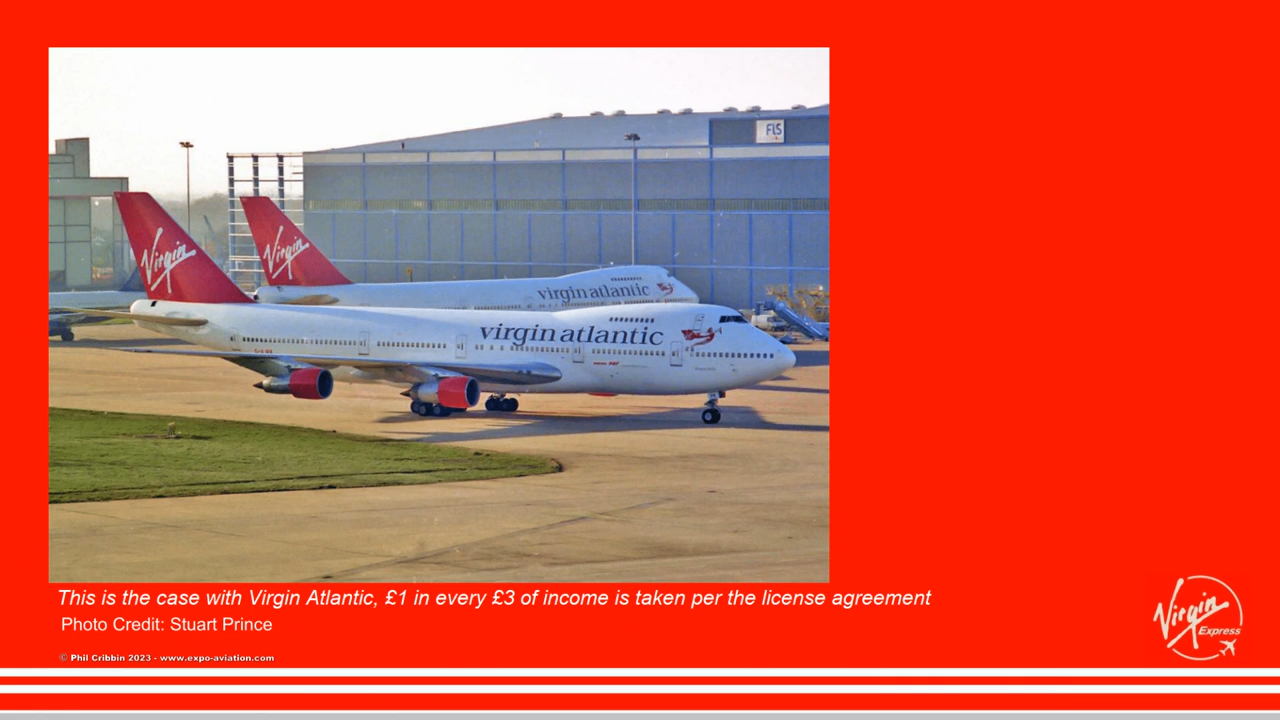 FLS
Virgin
Virgin
virgin atlantic
virgin atlantic
This is the case with Virgin Atlantic, £1 in every £3 of income is taken per the license agreement
Photo Credit: Stuart Prince
© Phil Cribbin 2023 - www.expo-aviation.com
Virgin
Express